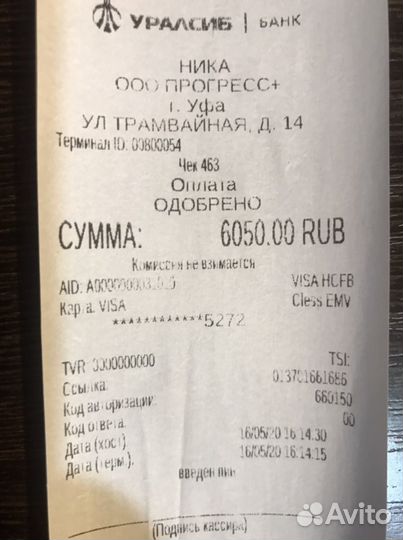 УРАЛСИБ | БАНК
НИКА
ООО ПРОГРЕСС+
г. Уфа
УЛ ТРАМВАЙНАЯ, Д. 14
Терминал ID: 00800054
Чек 463
Оплата
ОДОБРЕНО
СУММА: 6050.00 RUB
Комиссия не взимается
AID: VISA HCFB
Карта: VISA Cless EMV
************5272
TVR: 0000000000 TSI:
Ссылка: 013701661686
Код авторизации: 660150
Код ответа: 00
Дата (хост) 16/05/20 16:14:30
Дата (терм.) 16/05/20 16:14:15
введен пин
(Подпись кассира)
Avito